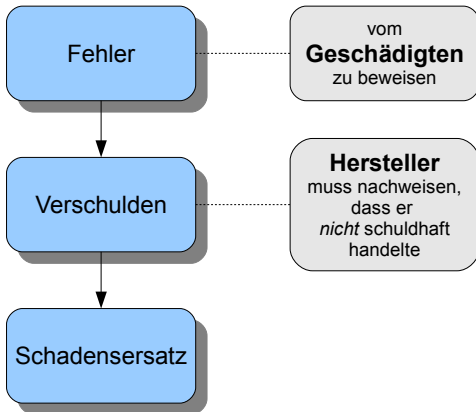 Fehler
vom
Geschädigten
zu beweisen
Verschulden
Hersteller
muss nachweisen,
dass er
nicht schuldhaft
handelte
Schadensersatz